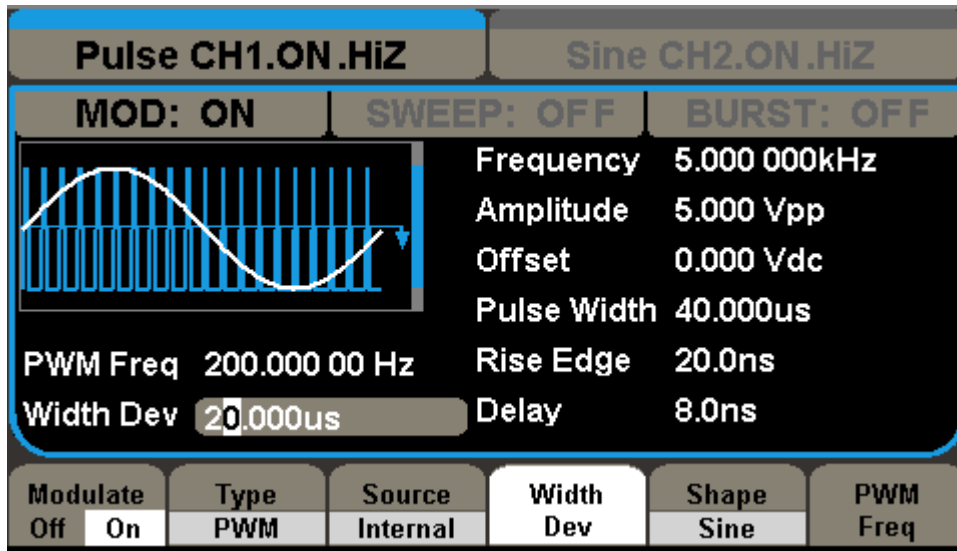 Pulse CH1.ON.HiZ Sine CH2.ON.HiZ
MOD: ON SWEEP: OFF BURST: OFF
Frequency 5.000 000kHz
Amplitude 5.000 Vpp
Offset 0.000 Vdc
Pulse Width 40.000us
PWM Freq 200.000 00 Hz
Rise Edge 20.0ns
Width Dev 20.000us
Delay 8.0ns
Modulate Type Source Width Shape PWM
Off On PWM Internal Dev Sine Freq